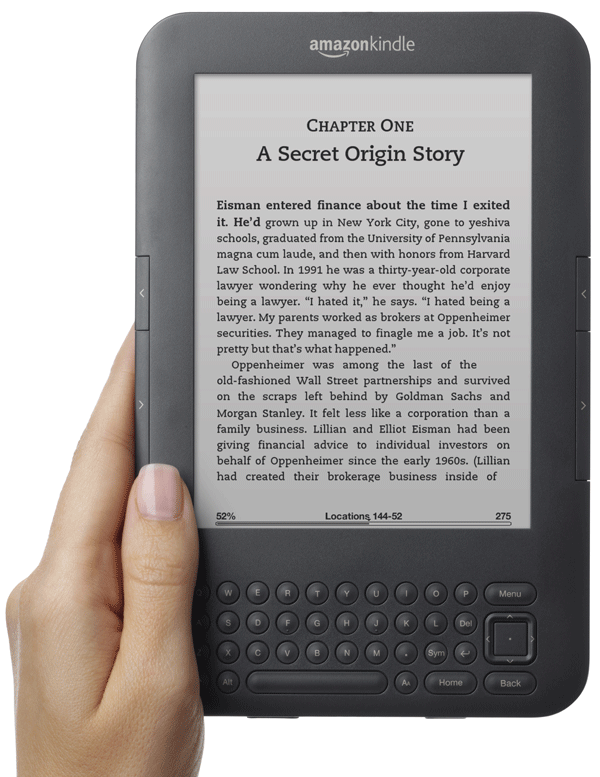 amazonkindle
CHAPTER ONE
A Secret Origin Story
Eisman entered finance about the time I exited
it. He'd grown up in New York City, gone to yeshiva
schools, graduated from the University of Pennsylvania
magna cum laude, and then with honors from Harvard
Law School. In 1991 he was a thirty-year-old corporate
lawyer wondering why he ever thought he'd enjoy
being a lawyer. “I hated it,” he says. “I hated being a
lawyer. My parents worked as brokers at Oppenheimer
securities. They managed to finagle me a job. It's not
pretty but that's what happened.”
Oppenheimer was among the last of the
old-fashioned Wall Street partnerships and survived
on the scraps left behind by Goldman Sachs and
Morgan Stanley. It felt less like a corporation than a
family business. Lillian and Elliot Eisman had been
giving financial advice to individual investors on
behalf of Oppenheimer since the early 1960s. (Lillian
had created their brokerage business inside of
52% Locations 144-52 275
W E R T Y U I O P Menu
S D F G H J K L Del
X C V B N M . Sym
Alt AA Home Back